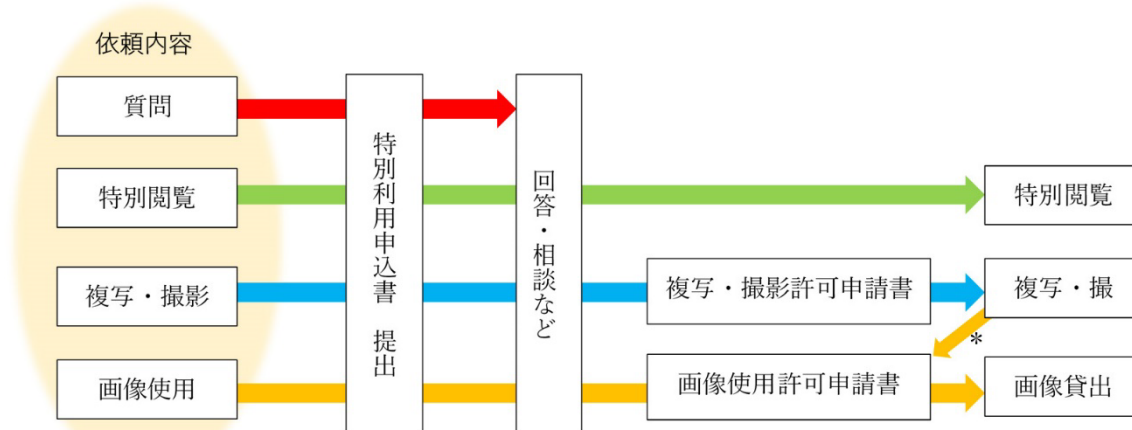 依頼内容
質問
特別閲覧
複写・撮影
画像使用
特別利用申込書　提出
回答・相談など
複写・撮影許可申請書
画像使用許可申請書
特別閲覧
複写・撮
*
画像貸出